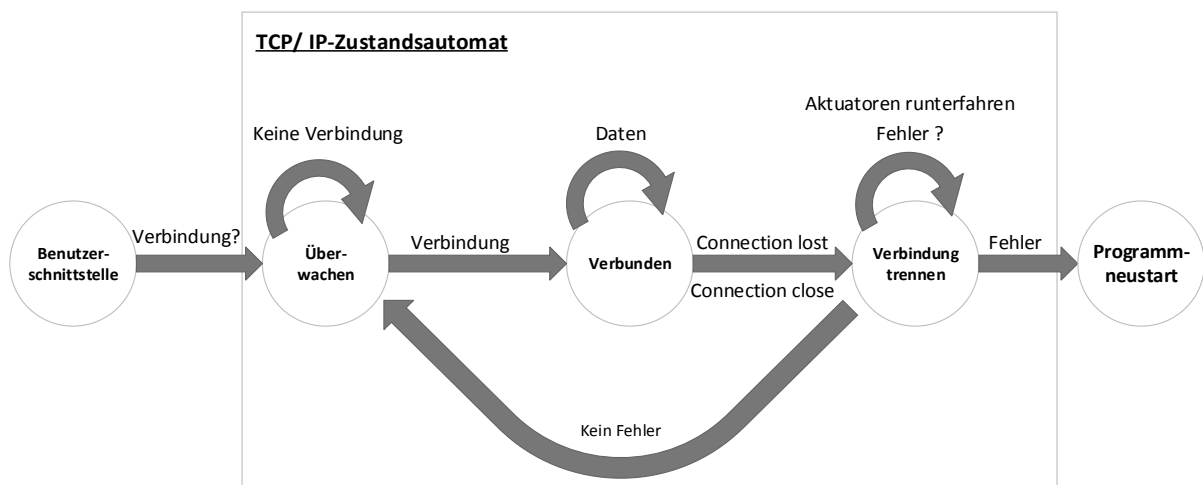 TCP/ IP-Zustandsautomat
Aktuatoren runterfahren
Fehler ?
Keine Verbindung
Daten
Benutzer-
schnittstelle
Verbindung?
Über-
wachen
Verbindung
Verbunden
Connection lost
Connection close
Verbindung
trennen
Fehler
Programm-
neustart
Kein Fehler